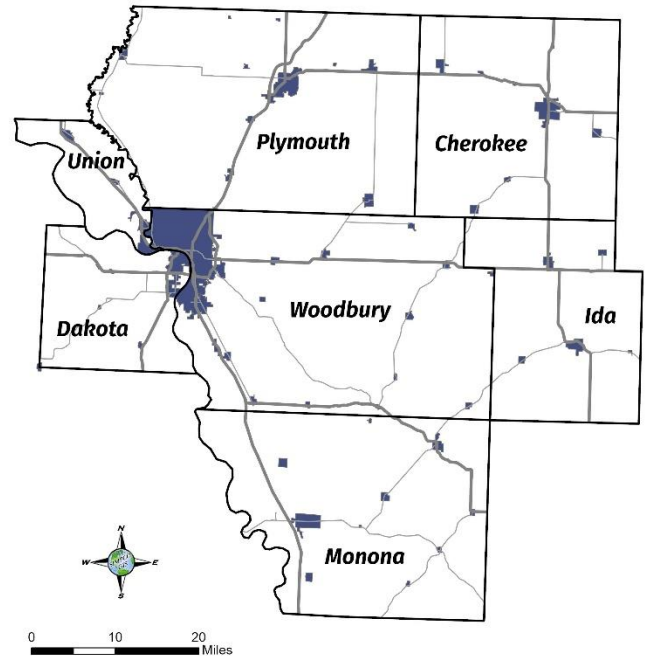 Plymouth
Cherokee
Union
Woodbury
Ida
Dakota
Monona
N
W
E
S
0 10 20
Miles